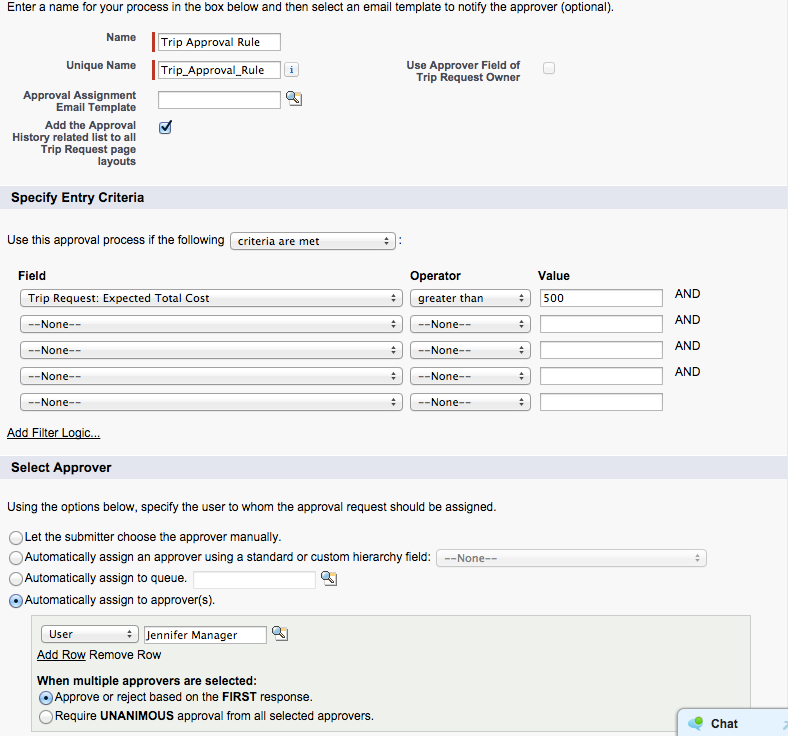 Enter a name for your process in the box below and then select an email template to notify the approver (optional).
Name
Trip Approval Rule
Unique Name
Trip_Approval_Rule
i
Use Approver Field of
Trip Request Owner
Approval Assignment
Email Template
Add the Approval
History related list to all
Trip Request page
layouts
Specify Entry Criteria
Use this approval process if the following criteria are met :
Field Operator Value
Trip Request: Expected Total Cost greater than 500 AND
--None-- --None-- AND
--None-- --None-- AND
--None-- --None-- AND
--None-- --None--
Add Filter Logic...
Select Approver
Using the options below, specify the user to whom the approval request should be assigned.
Let the submitter choose the approver manually.
Automatically assign an approver using a standard or custom hierarchy field: --None--
Automatically assign to queue.
Automatically assign to approver(s).
User Jennifer Manager
Add Row Remove Row
When multiple approvers are selected:
Approve or reject based on the FIRST response.
Require UNANIMOUS approval from all selected approvers.
Chat